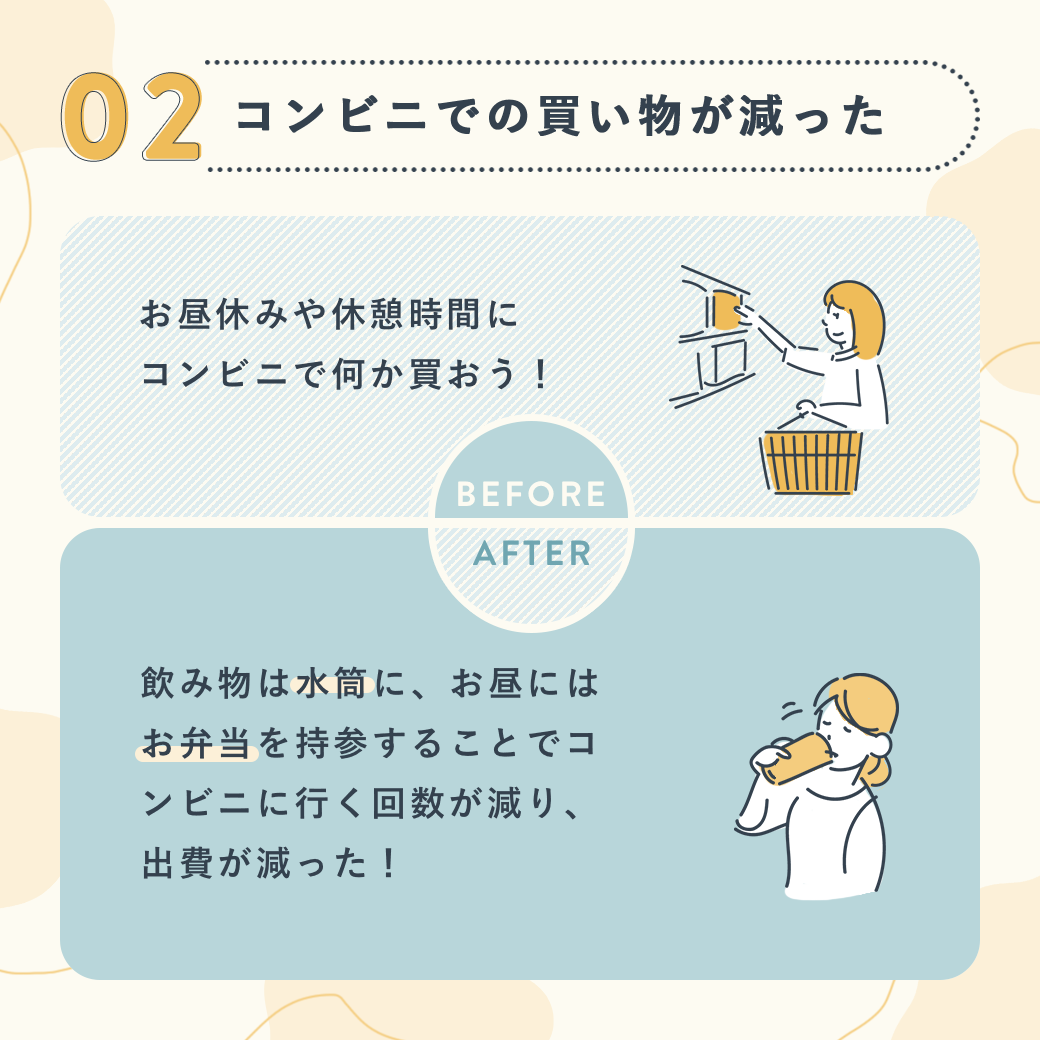 02
コンビニでの買い物が減った
お昼休みや休憩時間に
コンビニで何か買おう！
BEFORE
AFTER
飲み物は水筒に、お昼には
お弁当を持参することでコ
ンビニに行く回数が減り、
出費が減った！